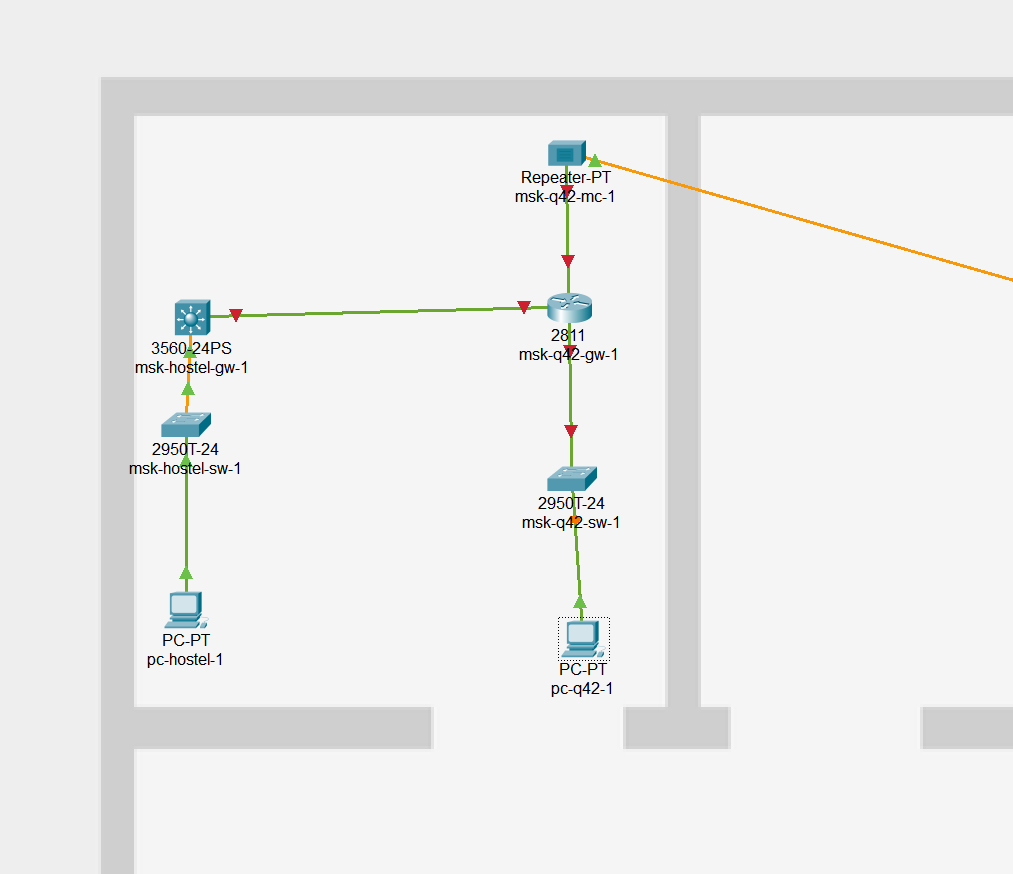 Repeater-PT
msk-q42-mc-1
2811
msk-q42-gw-1
3560-24PS
msk-hostel-gw-1
2950T-24
msk-hostel-sw-1
2950T-24
msk-q42-sw-1
PC-PT
pc-hostel-1
PC-PT
pc-q42-1